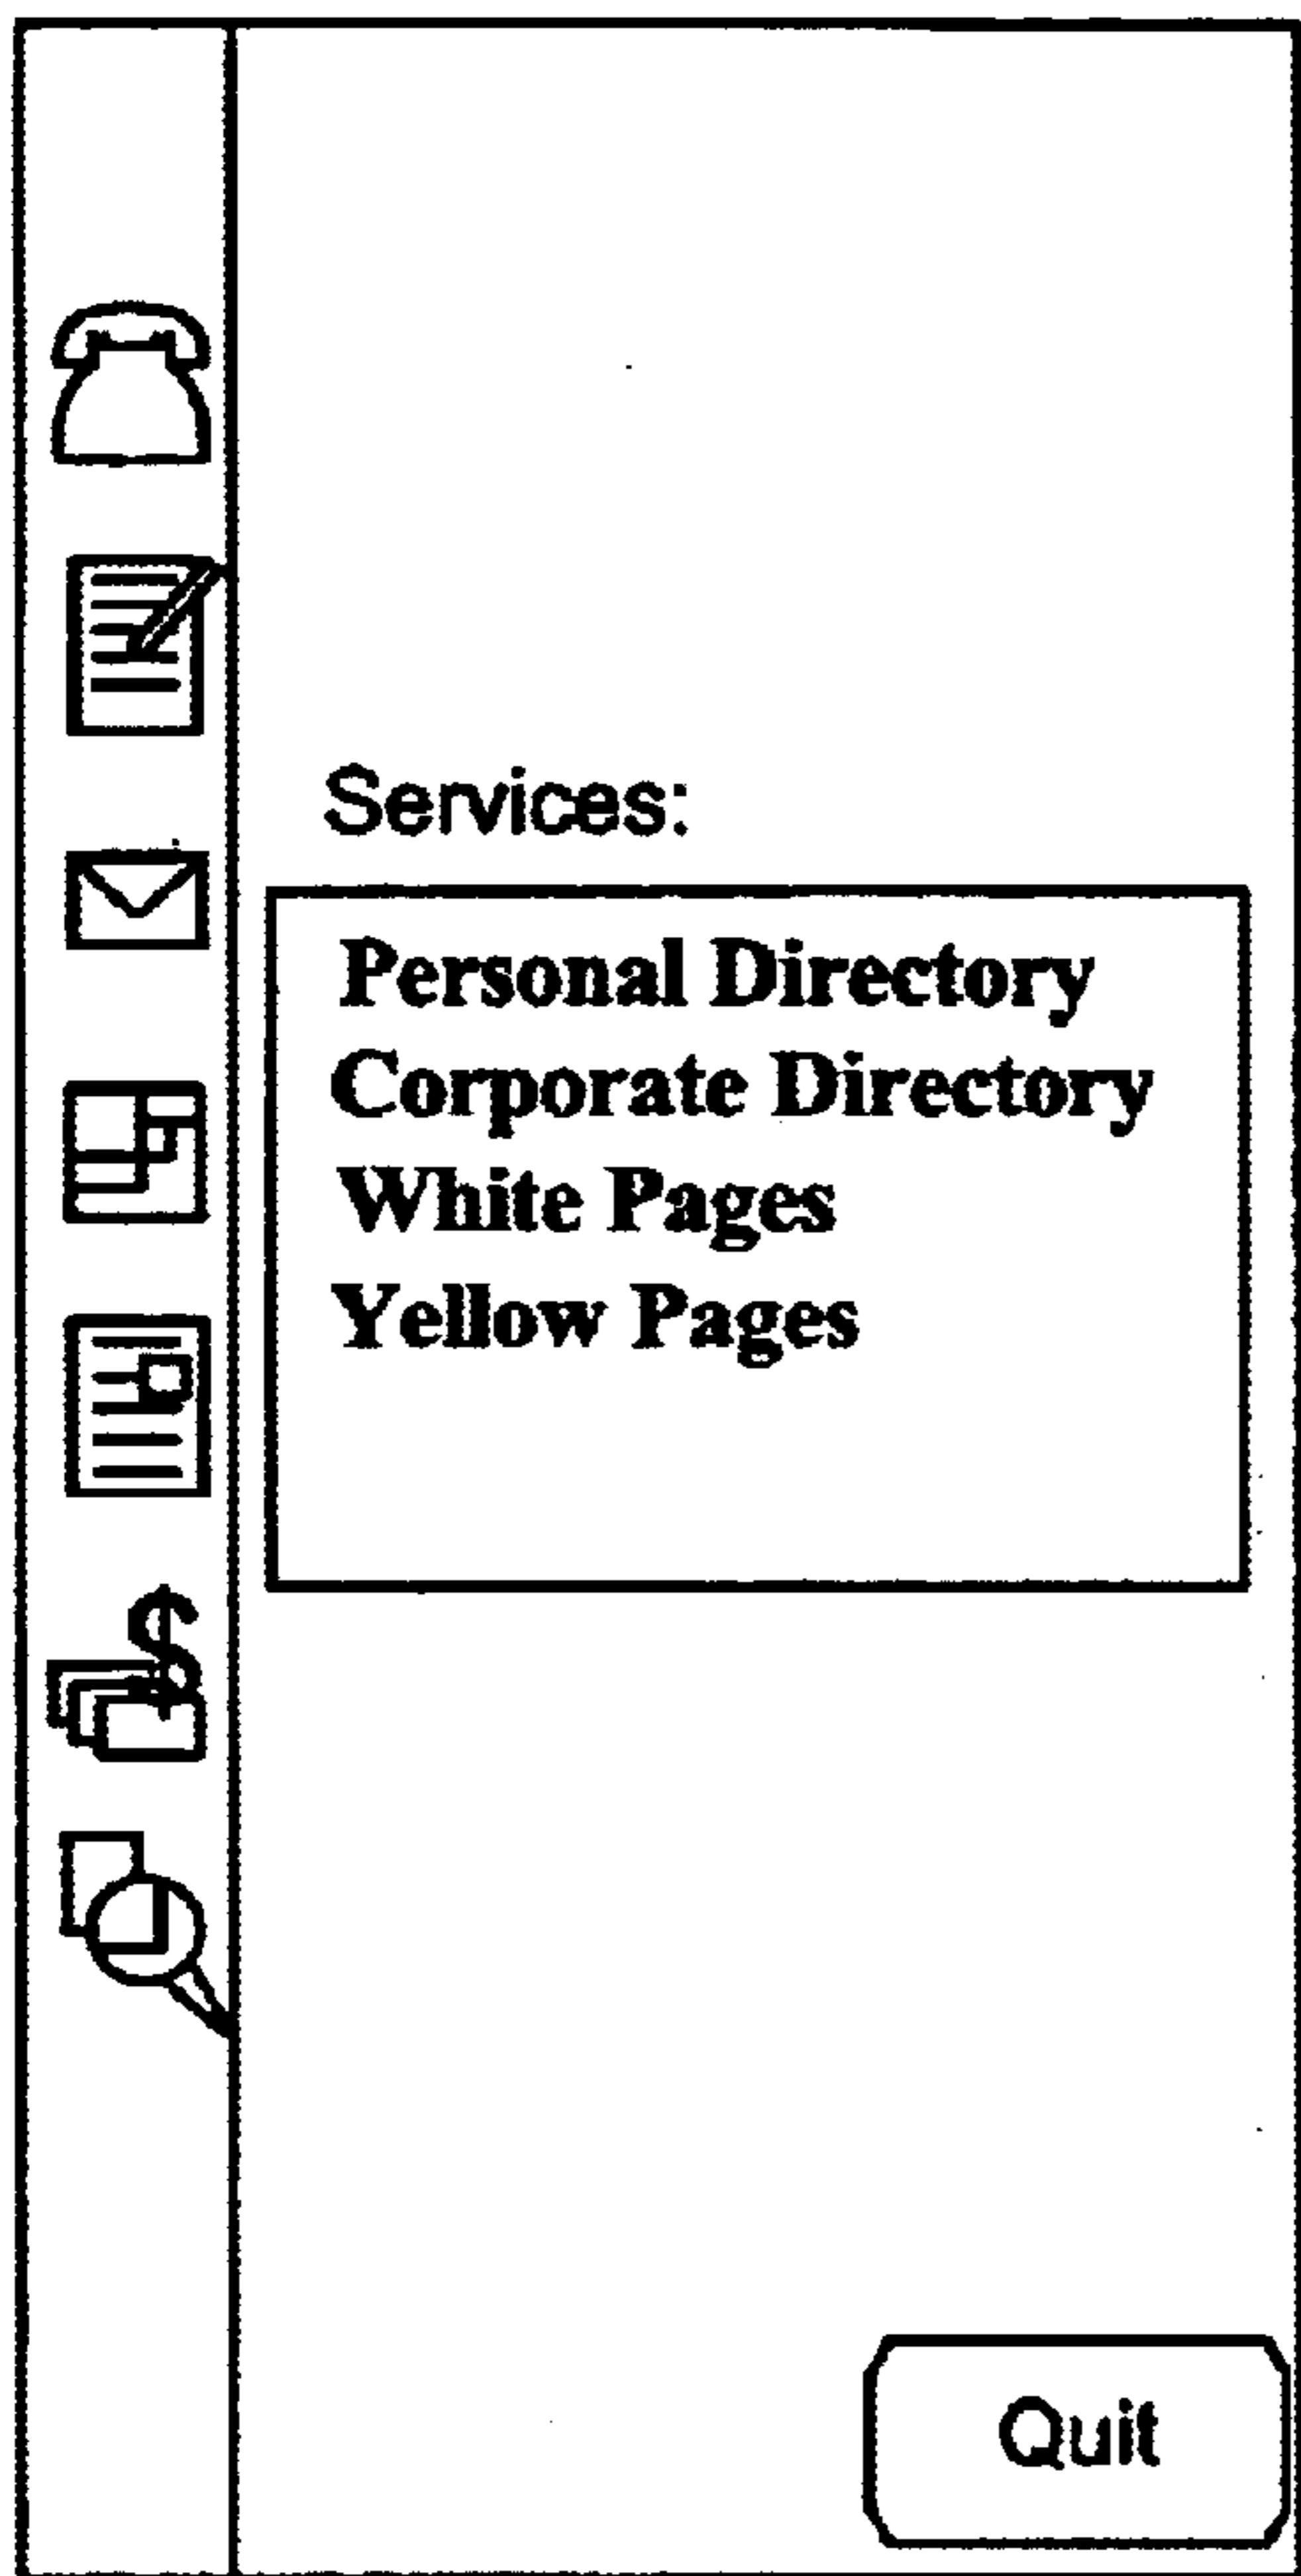 Services:
Personal Directory
Corporate Directory
White Pages
Yellow Pages
$
Quit